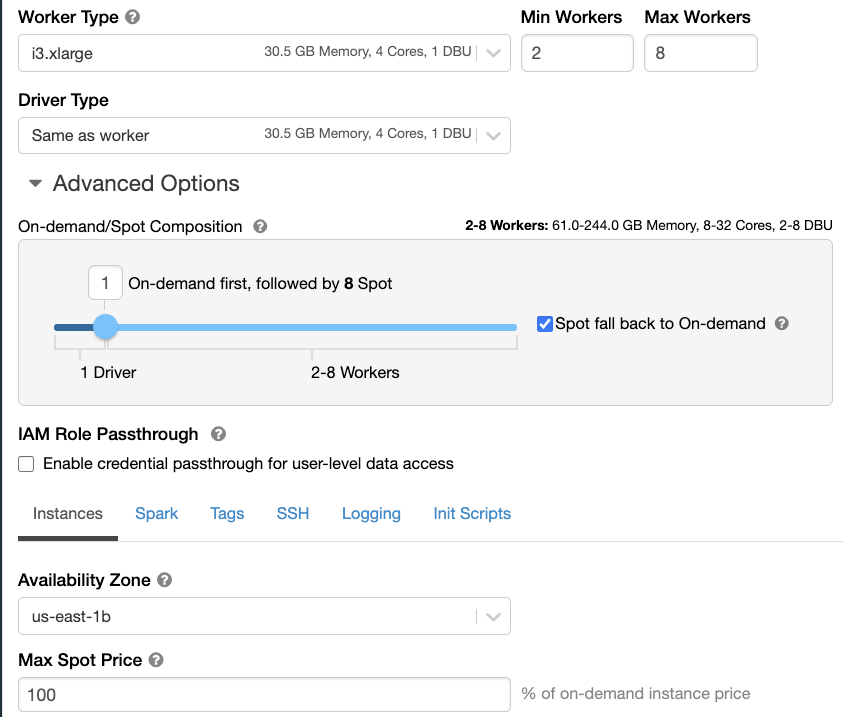 Worker Type ?
Min Workers
Max Workers
i3.xlarge 30.5 GB Memory, 4 Cores, 1 DBU
2
8
Driver Type
Same as worker 30.5 GB Memory, 4 Cores, 1 DBU
Advanced Options
On-demand/Spot Composition ?
2-8 Workers: 61.0-244.0 GB Memory, 8-32 Cores, 2-8 DBU
1 On-demand first, followed by 8 Spot
Spot fall back to On-demand ?
1 Driver
2-8 Workers
IAM Role Passthrough ?
Enable credential passthrough for user-level data access
Instances Spark Tags SSH Logging Init Scripts
Availability Zone ?
us-east-1b
Max Spot Price ?
100 % of on-demand instance price